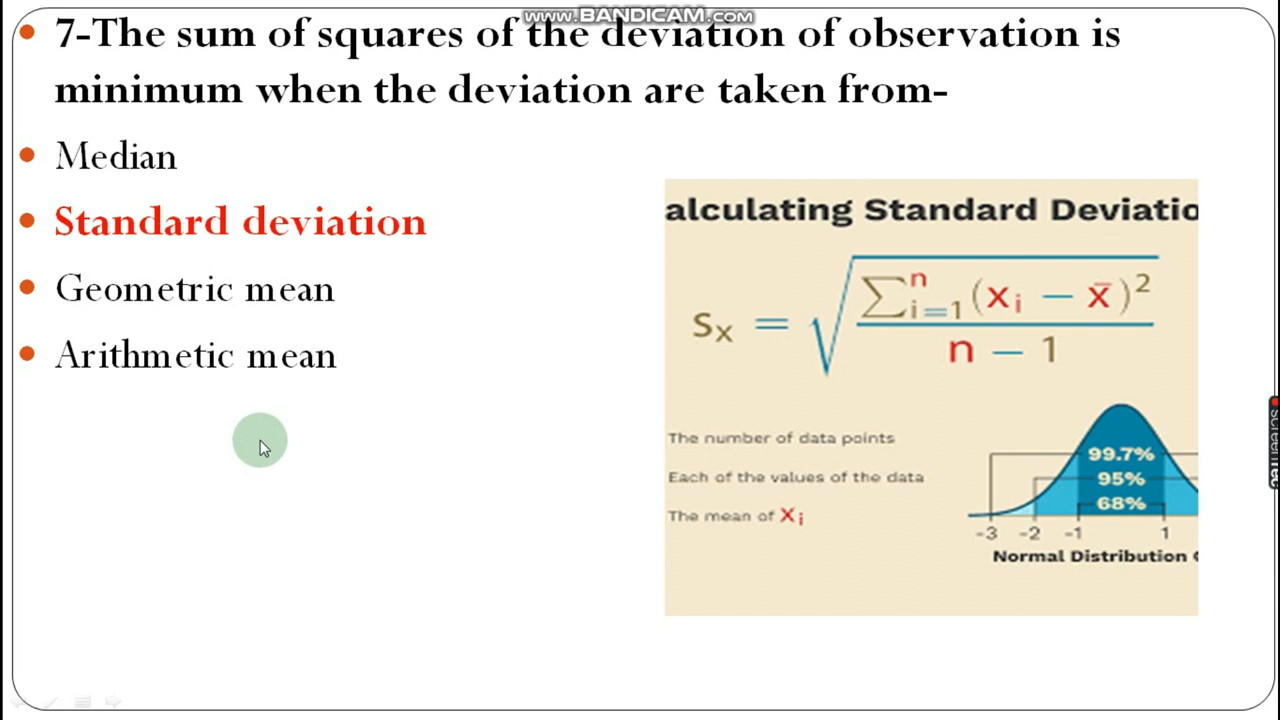 www.BANDICAM.com
7-The sum of squares of the deviation of observation is
minimum when the deviation are taken from-
Median
Standard deviation
Geometric mean
Arithmetic mean
alculating Standard Deviatio
sx = √ ∑ⁿi=1 (xi − x̄)²
n − 1
The number of data points
Each of the values of the data
The mean of Xi
99.7%
95%
68%
-3 -2 -1 1
Normal Distribution